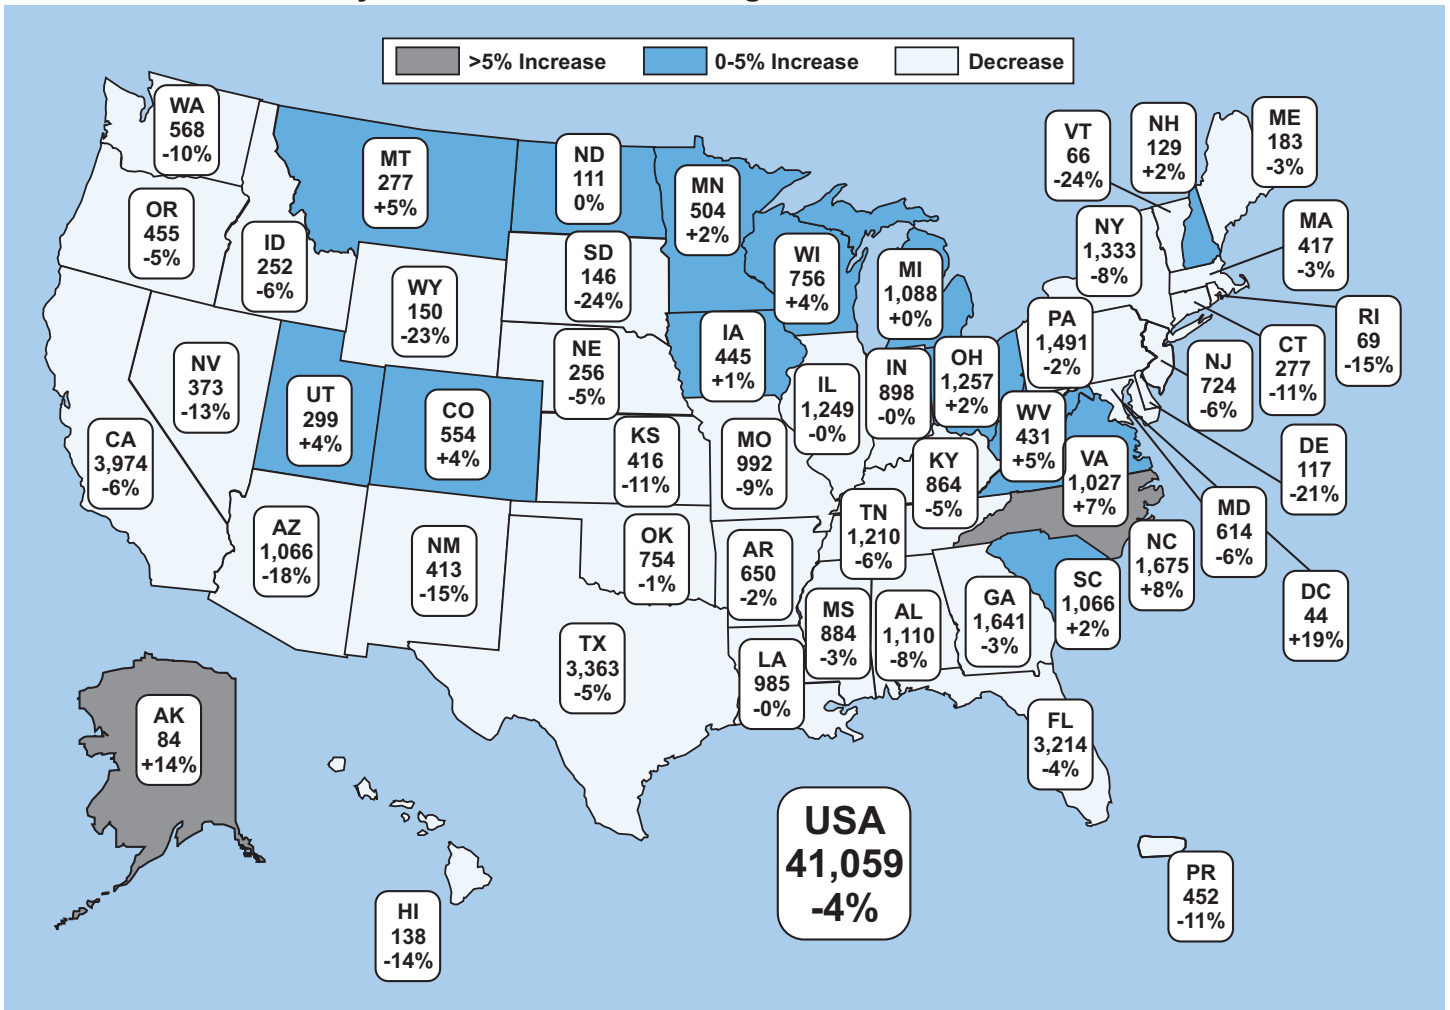 >5% Increase
0-5% Increase
Decrease
WA
568
-10%
MT
277
+5%
ND
111
0%
MN
504
+2%
VT
66
-24%
NH
129
+2%
ME
183
-3%
OR
455
-5%
ID
252
-6%
WY
150
-23%
SD
146
-24%
WI
756
+4%
MI
1,088
+0%
NY
1,333
-8%
MA
417
-3%
NV
373
-13%
UT
299
+4%
CO
554
+4%
NE
256
-5%
IA
445
+1%
IL
1,249
-0%
IN
898
-0%
OH
1,257
+2%
PA
1,491
-2%
NJ
724
-6%
CT
277
-11%
RI
69
-15%
CA
3,974
-6%
KS
416
-11%
MO
992
-9%
KY
864
-5%
WV
431
+5%
VA
1,027
+7%
DE
117
-21%
MD
614
-6%
DC
44
+19%
AZ
1,066
-18%
NM
413
-15%
OK
754
-1%
AR
650
-2%
TN
1,210
-6%
NC
1,675
+8%
SC
1,066
+2%
TX
3,363
-5%
LA
985
-0%
MS
884
-3%
AL
1,110
-8%
GA
1,641
-3%
FL
3,214
-4%
AK
84
+14%
HI
138
-14%
USA
41,059
-4%
PR
452
-11%